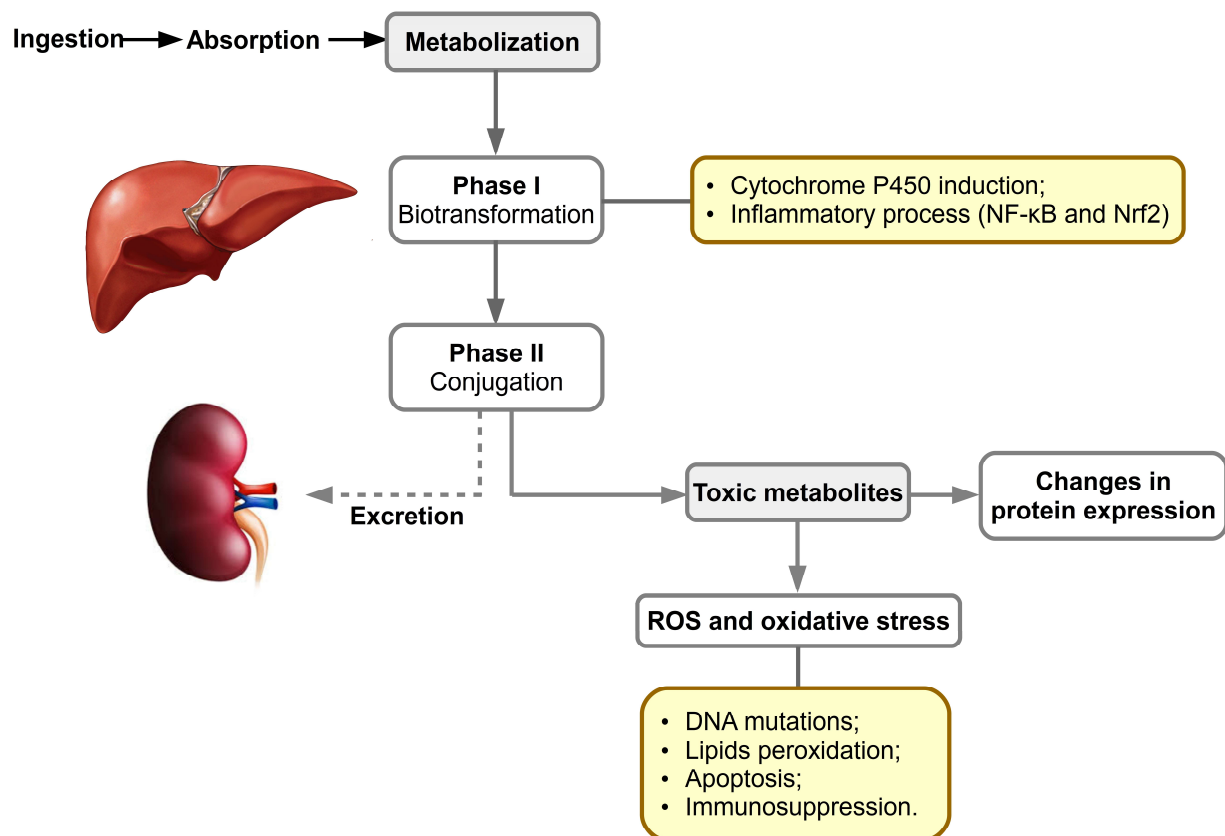 Ingestion
Absorption
Metabolization
Phase I
Biotransformation
• Cytochrome P450 induction;
• Inflammatory process (NF-κB and Nrf2)
Phase II
Conjugation
Excretion
Toxic metabolites
Changes in
protein expression
ROS and oxidative stress
• DNA mutations;
• Lipids peroxidation;
• Apoptosis;
• Immunosuppression.